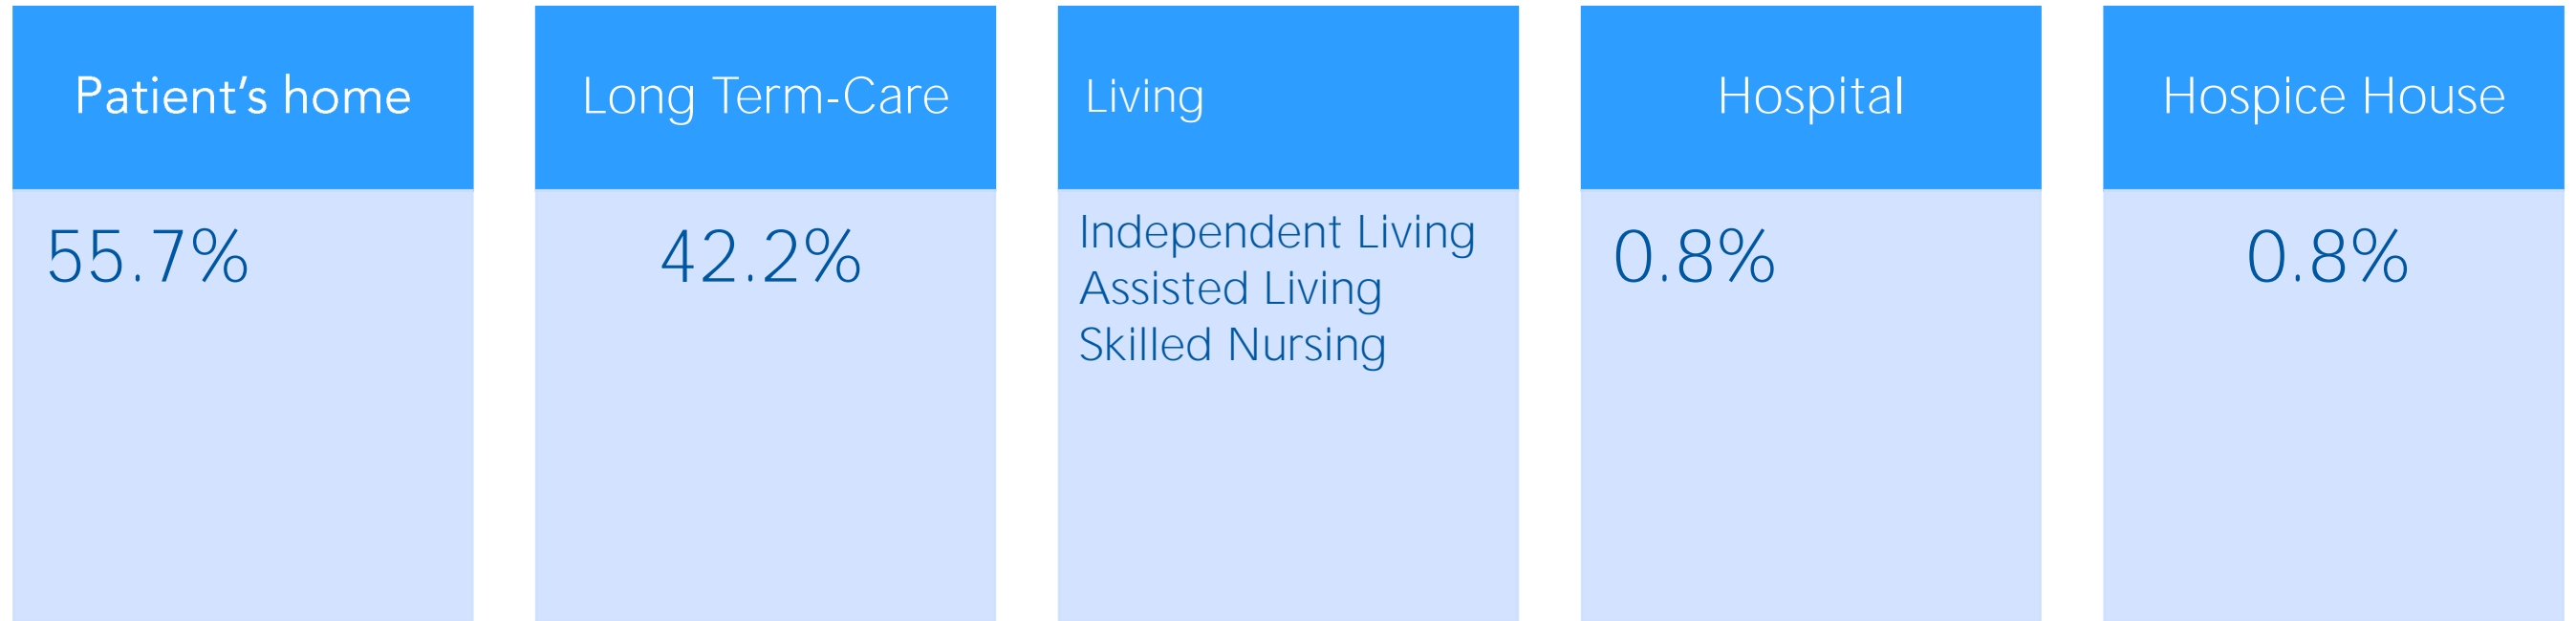 Patient’s home
55.7%
Long Term-Care
42.2%
Living
Independent Living
Assisted Living
Skilled Nursing
Hospital
0.8%
Hospice House
0.8%